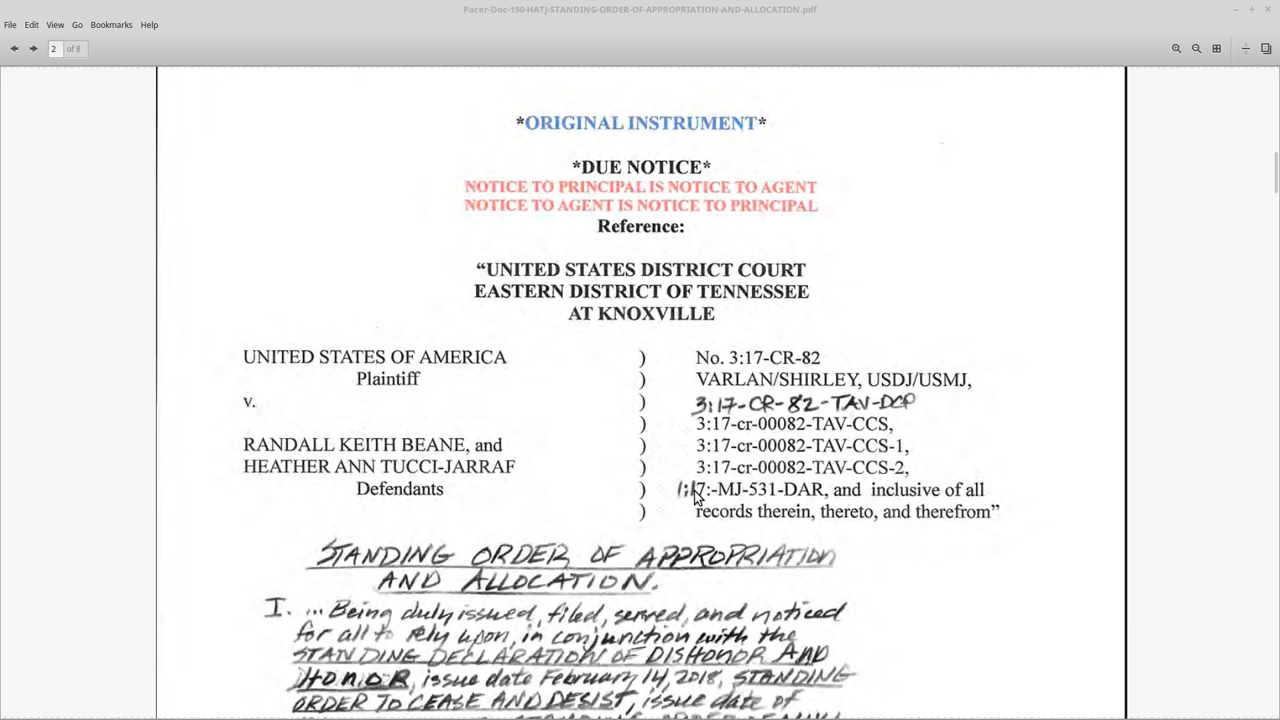 Pacer-Doc-150-HATJ-STANDING-ORDER-OF-APPROPRIATION-AND-ALLOCATION.pdf
File Edit View Go Bookmarks Help
2 of 8
*ORIGINAL INSTRUMENT*
*DUE NOTICE*
NOTICE TO PRINCIPAL IS NOTICE TO AGENT
NOTICE TO AGENT IS NOTICE TO PRINCIPAL
Reference:
“UNITED STATES DISTRICT COURT
EASTERN DISTRICT OF TENNESSEE
AT KNOXVILLE
UNITED STATES OF AMERICA ) No. 3:17-CR-82
Plaintiff ) VARLAN/SHIRLEY, USDJ/USMJ,
v. ) 3:17-CR-82-TAV-DCP
) 3:17-cr-00082-TAV-CCS,
RANDALL KEITH BEANE, and ) 3:17-cr-00082-TAV-CCS-1,
HEATHER ANN TUCCI-JARRAF ) 3:17-cr-00082-TAV-CCS-2,
Defendants ) 1:17:-MJ-531-DAR, and inclusive of all
) records therein, thereto, and therefrom”
STANDING ORDER OF APPROPRIATION
AND ALLOCATION.
I. ... Being duly issued, filed, served, and noticed
for all to rely upon, in conjunction with the
STANDING DECLARATION OF DISHONOR AND
HONOR, issue date February 14, 2018, STANDING
ORDER TO CEASE AND DESIST, issue date of